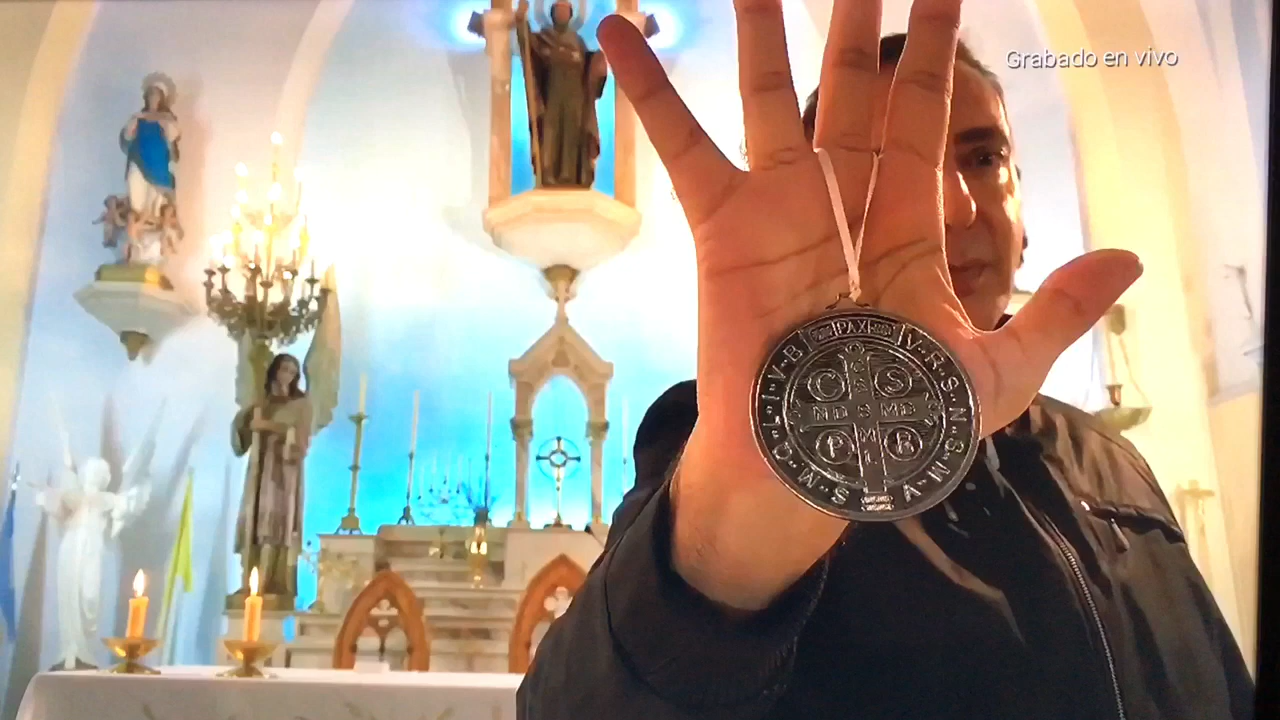 Grabado en vivo
PAX
V·R·S·N·S·M·V
S·M·Q·L·I·V·B
C S
C
S
N D S M D
M
L
P B